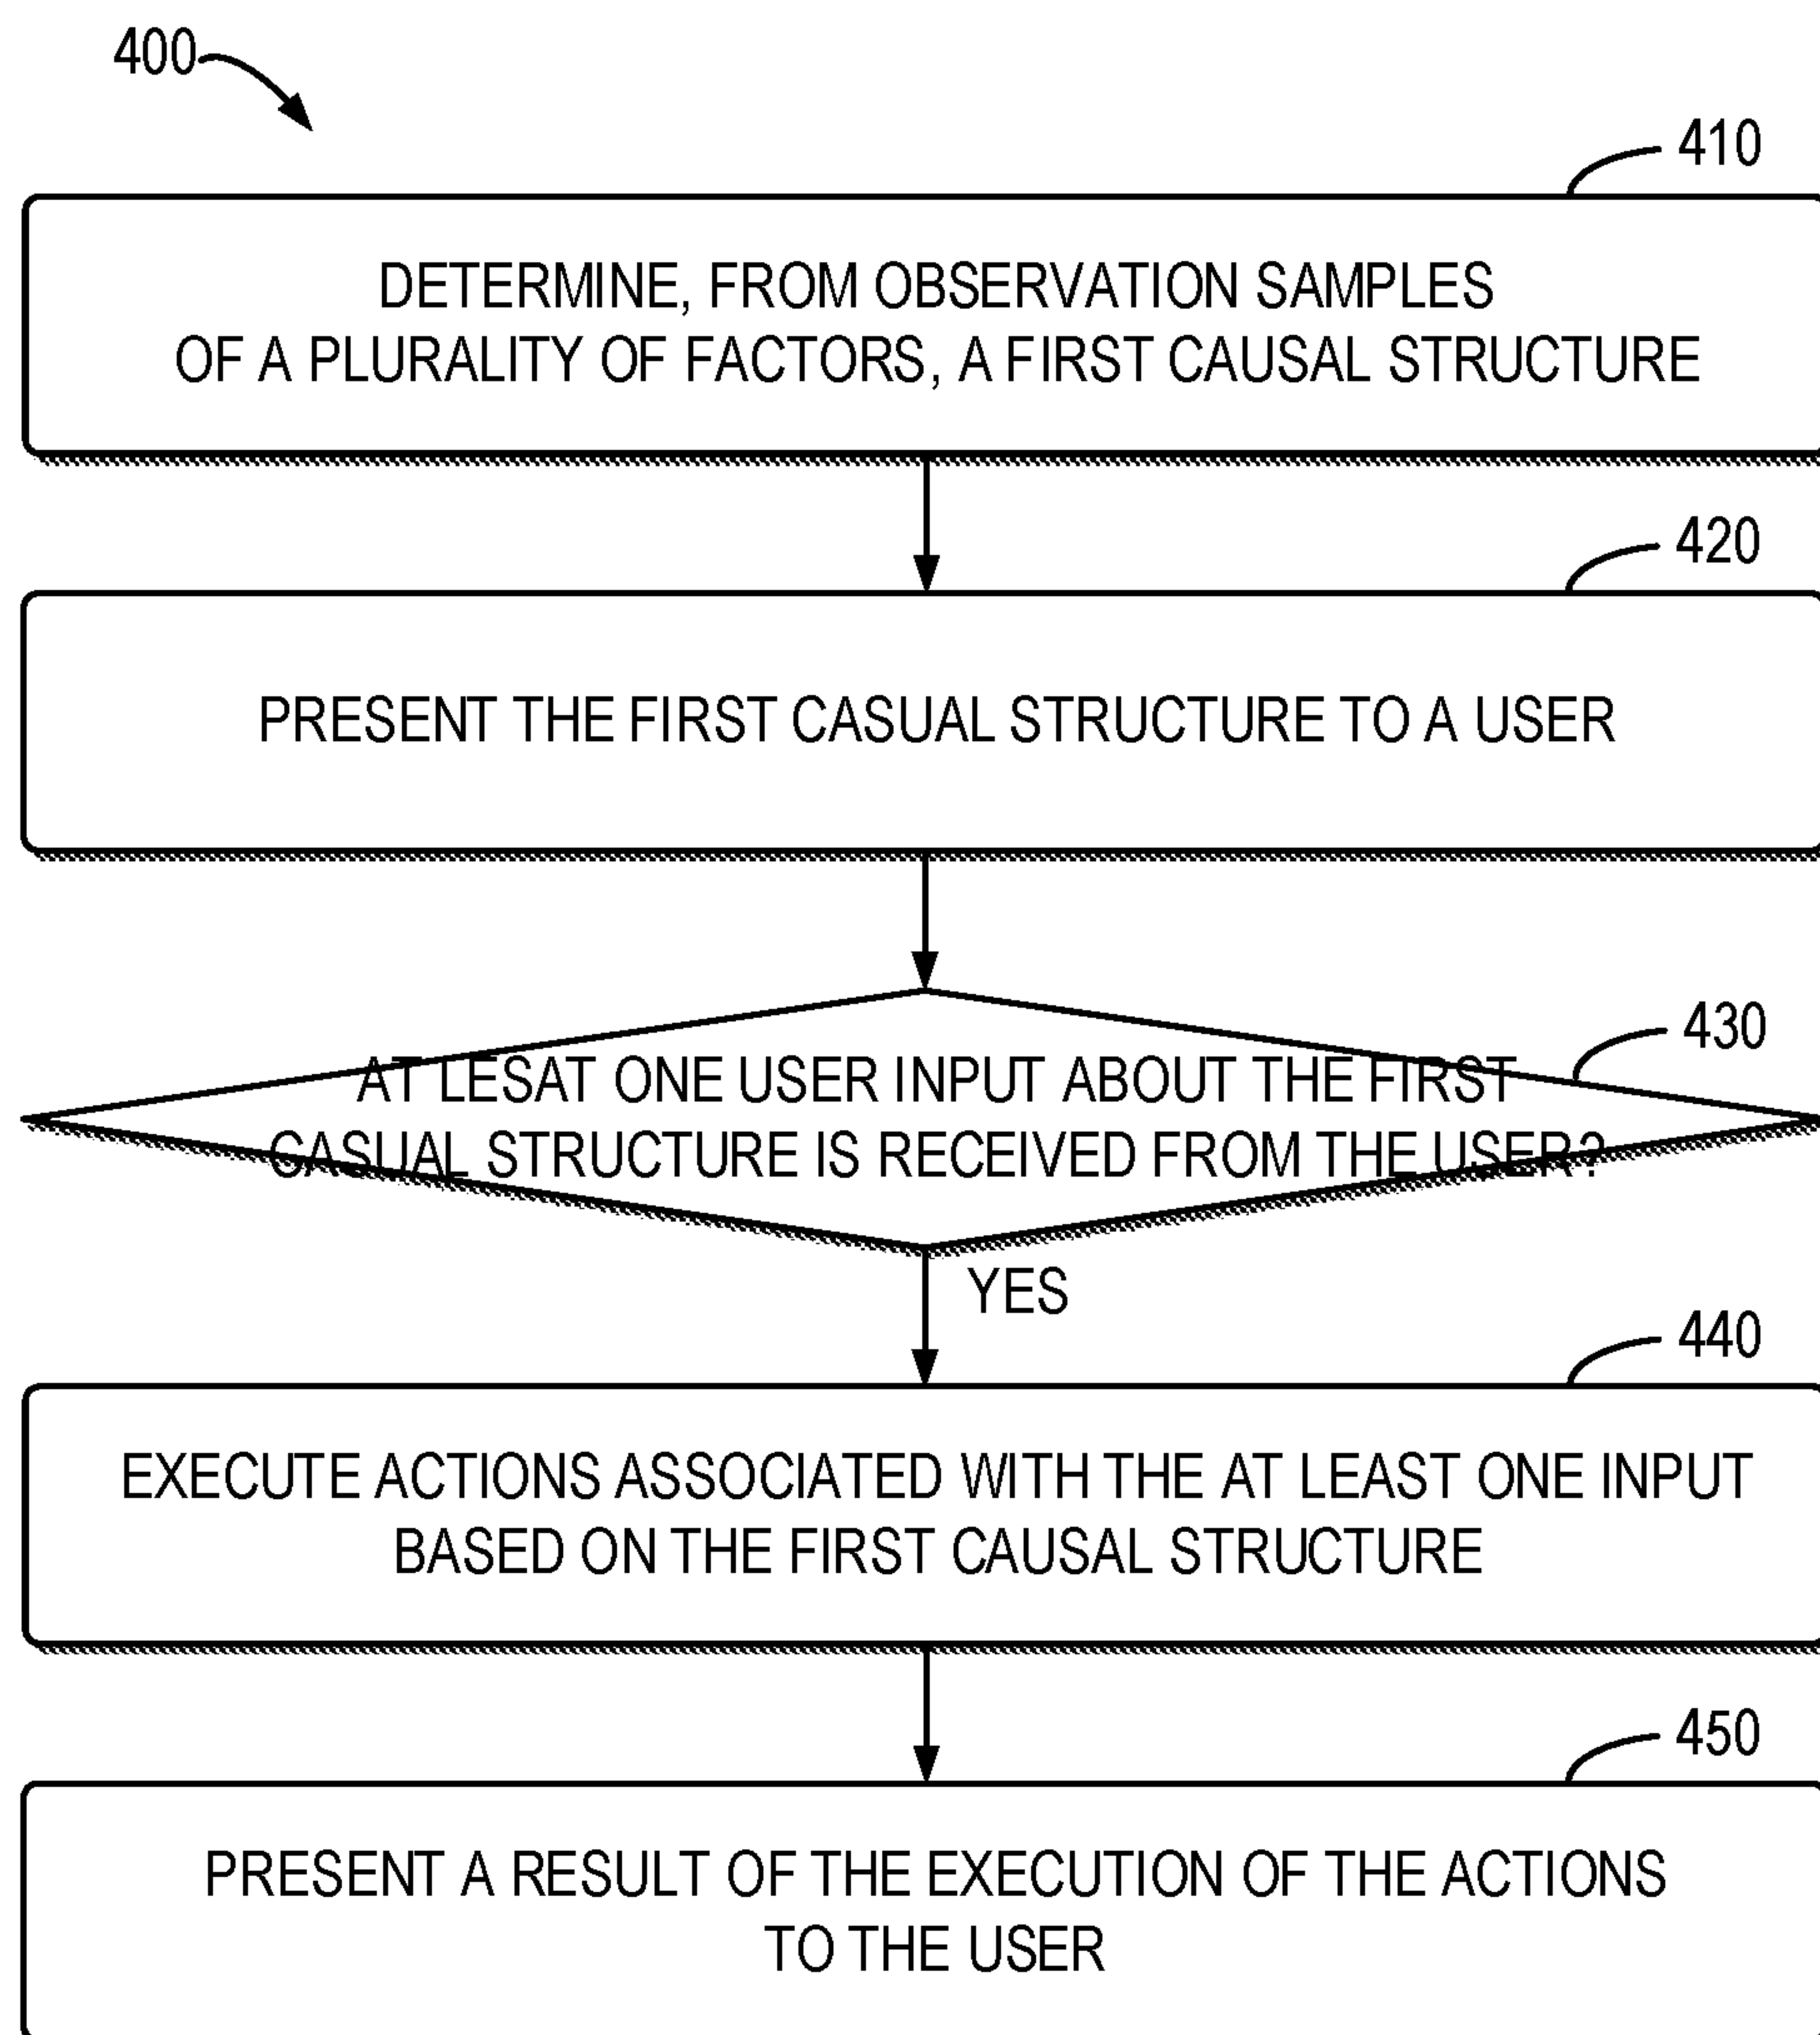 400
410
DETERMINE, FROM OBSERVATION SAMPLES
OF A PLURALITY OF FACTORS, A FIRST CAUSAL STRUCTURE
420
PRESENT THE FIRST CASUAL STRUCTURE TO A USER
430
AT LESAT ONE USER INPUT ABOUT THE FIRST
CASUAL STRUCTURE IS RECEIVED FROM THE USER?
YES
440
EXECUTE ACTIONS ASSOCIATED WITH THE AT LEAST ONE INPUT
BASED ON THE FIRST CAUSAL STRUCTURE
450
PRESENT A RESULT OF THE EXECUTION OF THE ACTIONS
TO THE USER